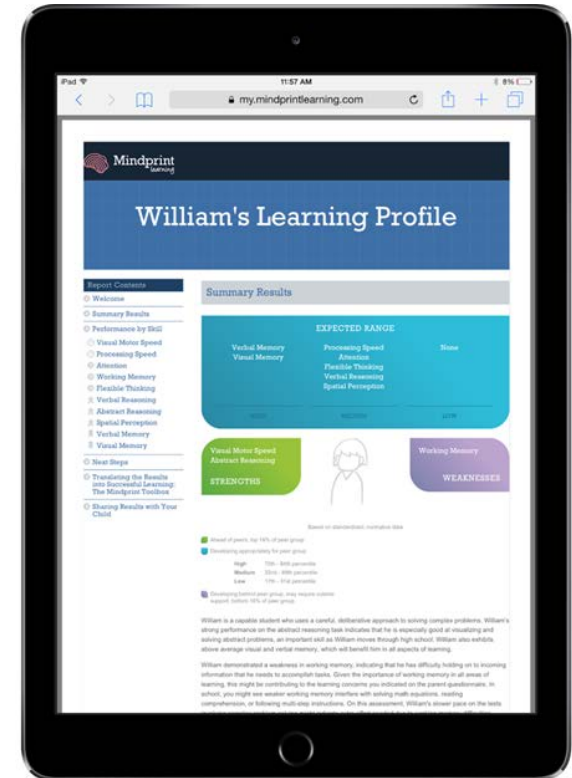 iPad
11:57 AM
8%
my.mindprintlearning.com
Mindprint
learning
William's Learning Profile
Report Contents
Welcome
Summary Results
Performance by Skill
Visual Motor Speed
Processing Speed
Attention
Working Memory
Flexible Thinking
Verbal Reasoning
Abstract Reasoning
Spatial Perception
Verbal Memory
Visual Memory
Next Steps
Translating the Results
into Successful Learning:
The Mindprint Toolbox
Sharing Results with Your
Child
Summary Results
EXPECTED RANGE
Verbal Memory
Visual Memory
Processing Speed
Attention
Flexible Thinking
Verbal Reasoning
Spatial Perception
None
HIGH
MEDIUM
LOW
Visual Motor Speed
Abstract Reasoning
STRENGTHS
Working Memory
WEAKNESSES
Based on standardized, normative data
Ahead of peers, top 16% of peer group
Developing appropriately for peer group
High
Medium
Low
Developing behind peer group, may require outside
support, bottom 16% of peer group
William is a capable student who uses a careful, deliberative approach to solving complex problems. William's
strong performance on the abstract reasoning task indicates that he is especially good at visualizing and
solving abstract problems, an important skill as William moves through high school. William also exhibits
above average visual and verbal memory, which will benefit him in all aspects of learning.
William demonstrated a weakness in working memory, indicating that he has difficulty holding on to incoming
information that he needs to accomplish tasks. Given the importance of working memory in all areas of
learning, this might be contributing to the learning concerns you indicated on the parent questionnaire. In
school, you might see weaker working memory interfere with solving math equations, reading
comprehension, or following multi-step instructions. On this assessment, William's slower pace on the tests